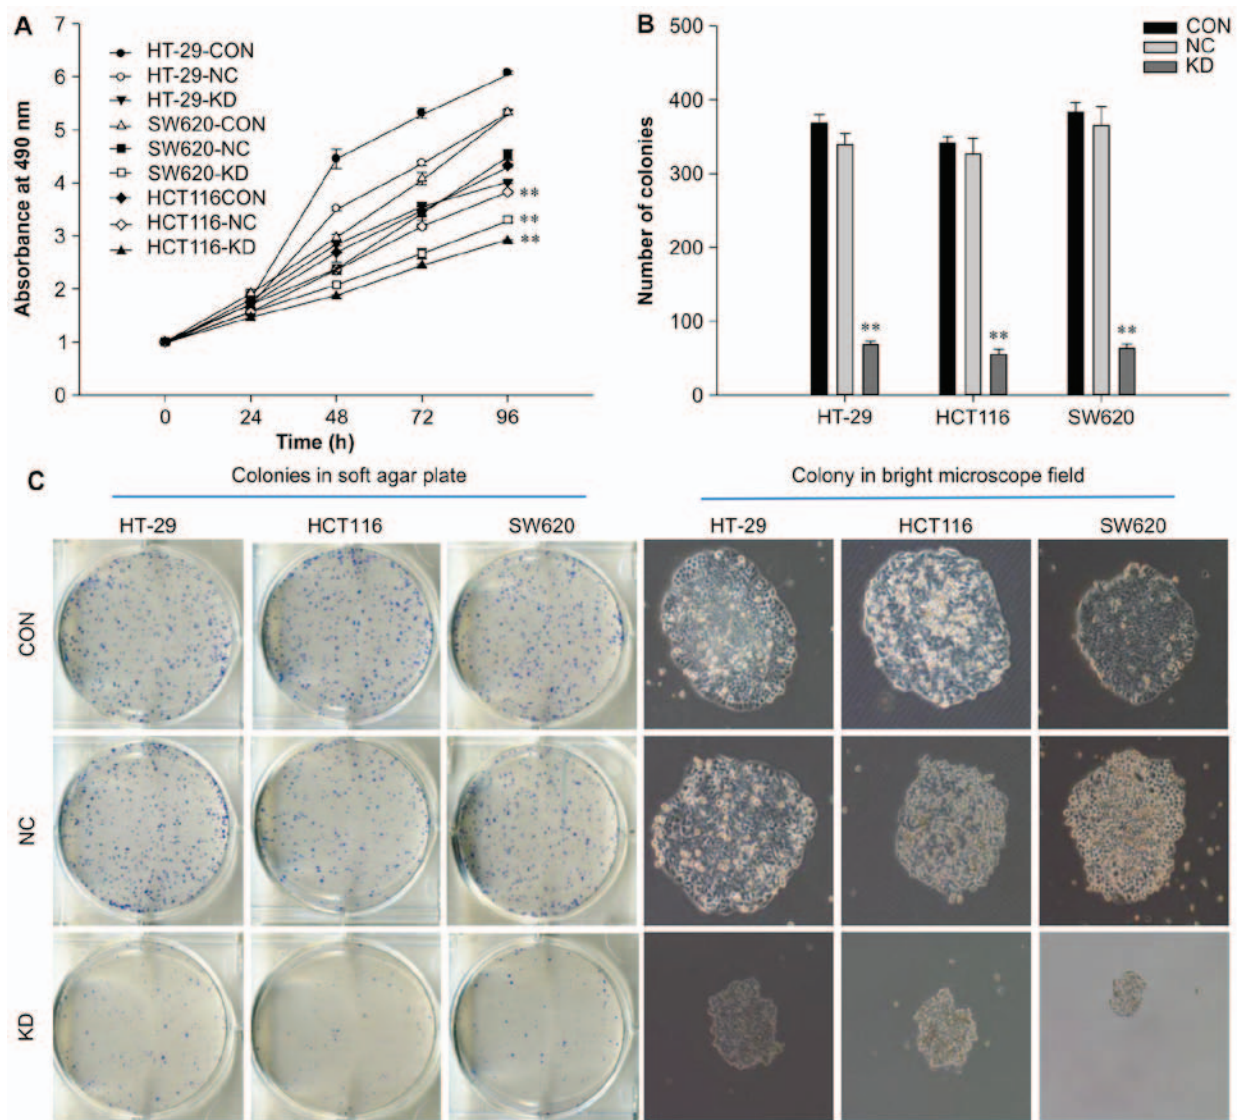 A
Absorbance at 490 nm
7
6
5
4
3
2
1
0
HT-29-CON
HT-29-NC
HT-29-KD
SW620-CON
SW620-NC
SW620-KD
HCT116CON
HCT116-NC
HCT116-KD
**
**
**
0 24 48 72 96
Time (h)
B
Number of colonies
500
400
300
200
100
0
CON
NC
KD
** ** **
HT-29 HCT116 SW620
C
Colonies in soft agar plate Colony in bright microscope field
HT-29 HCT116 SW620 HT-29 HCT116 SW620
CON
NC
KD